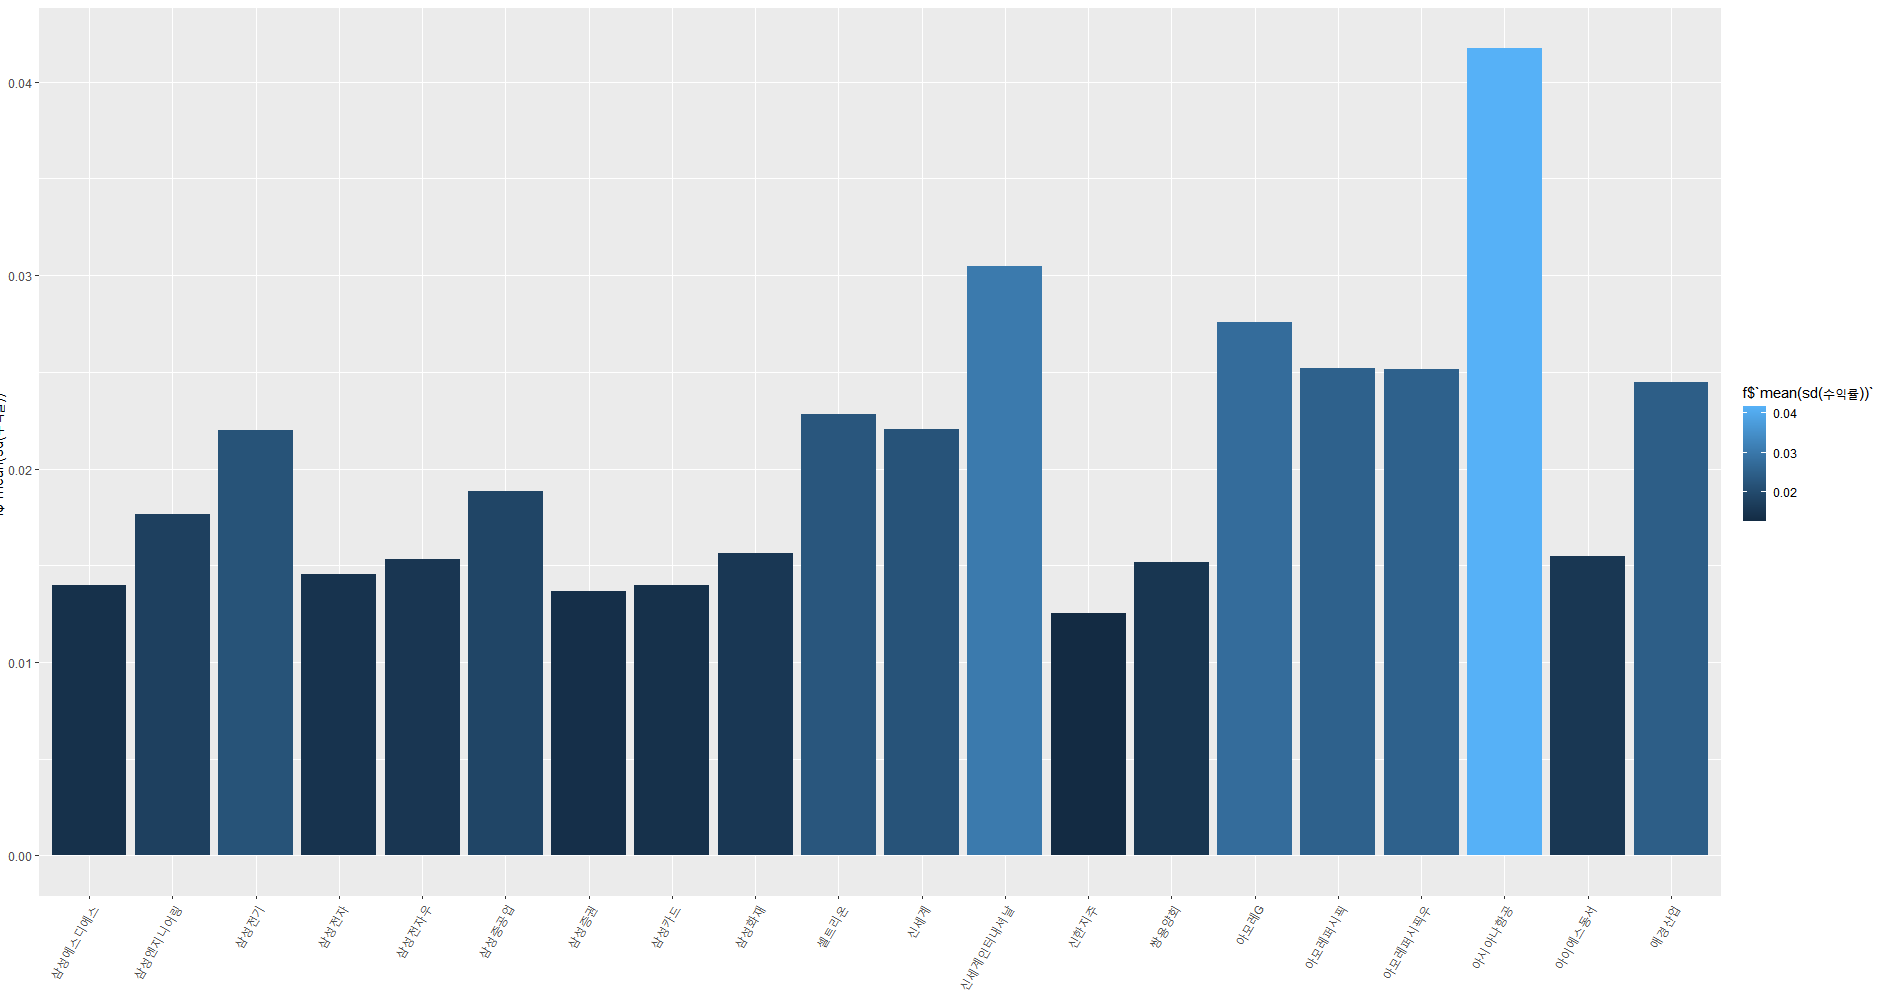 0.04
0.03
0.02
0.01
0.00
삼성에스디에스
삼성엔지니어링
삼성전기
삼성전자
삼성전자우
삼성중공업
삼성증권
삼성카드
삼성화재
셀트리온
신세계
신세계인터내셔날
신한지주
쌍용양회
아모레G
아모레퍼시픽
아모레퍼시픽우
아시아나항공
아이에스동서
애경산업
f$`mean(sd(수익률))`
0.04
0.03
0.02